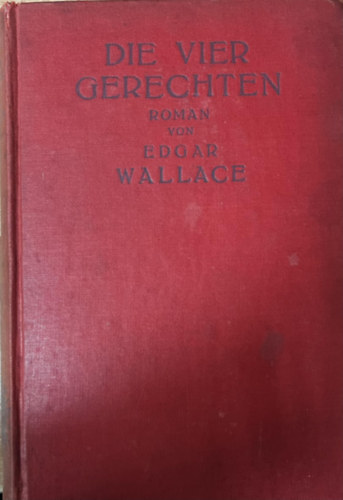 DIE VIER
GERECHTEN
ROMAN
VON
EDGAR
WALLACE